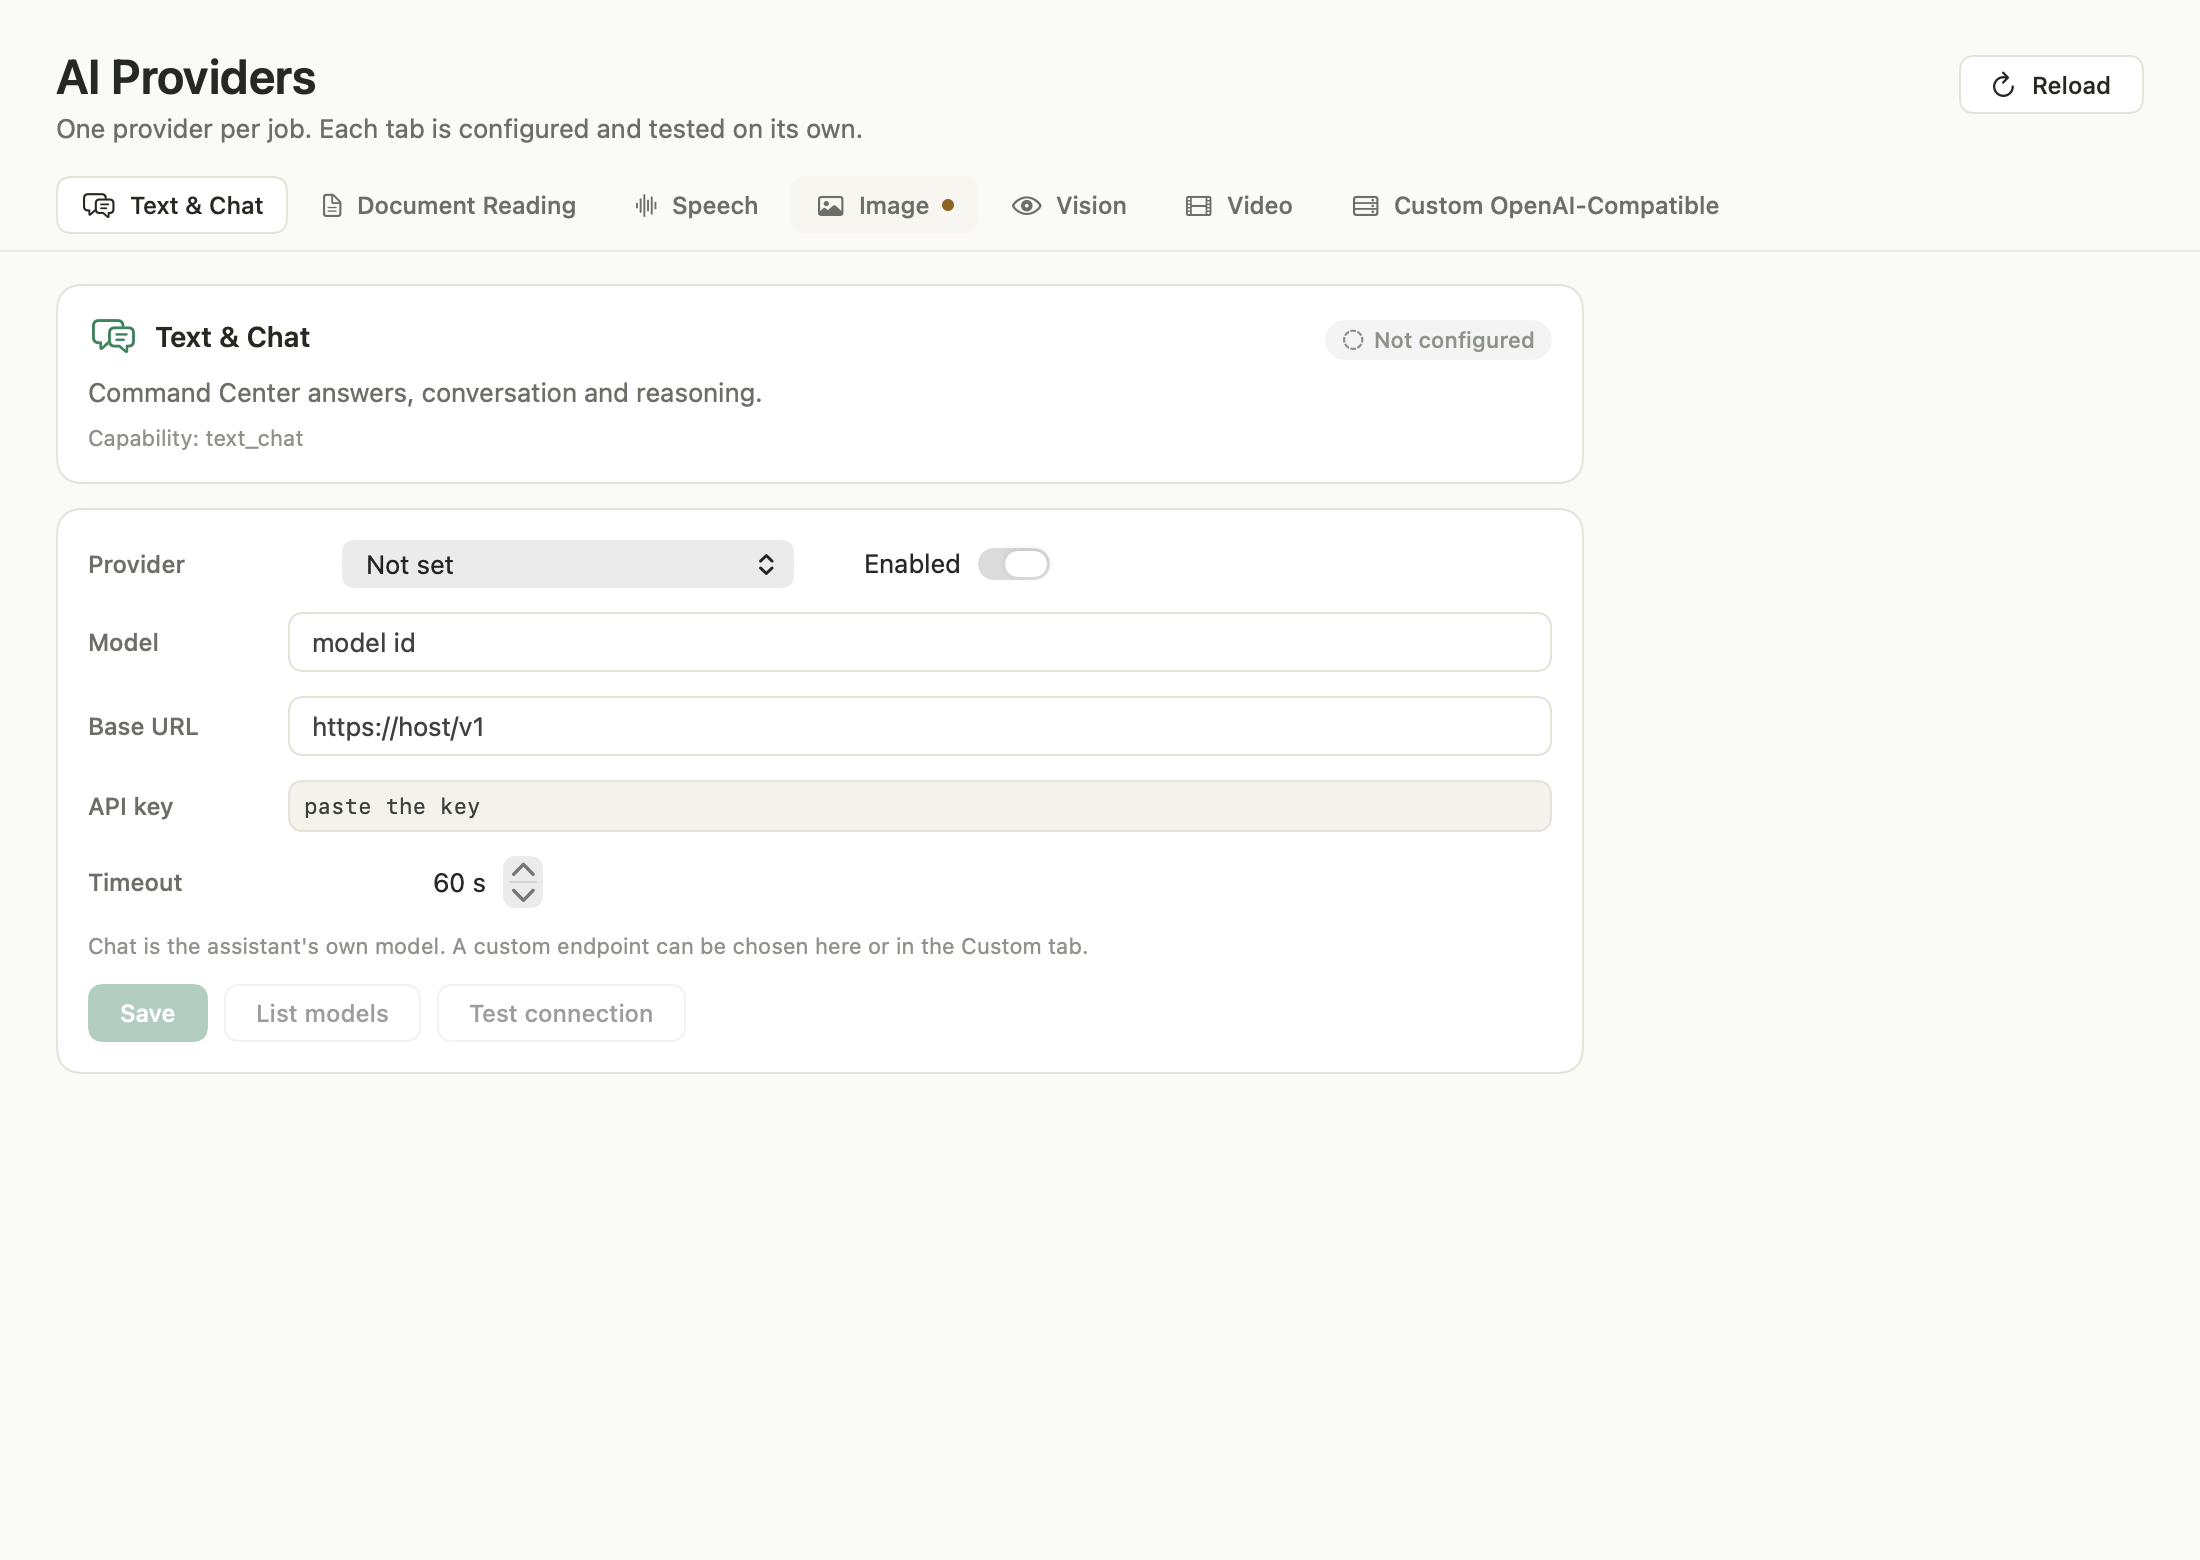 AI Providers
Reload
One provider per job. Each tab is configured and tested on its own.
Text & Chat
Document Reading
Speech
Image
Vision
Video
Custom OpenAI-Compatible
Text & Chat
Not configured
Command Center answers, conversation and reasoning.
Capability: text_chat
Provider
Not set
Enabled
Model
model id
Base URL
https://host/v1
API key
paste the key
Timeout
60 s
Chat is the assistant's own model. A custom endpoint can be chosen here or in the Custom tab.
Save
List models
Test connection